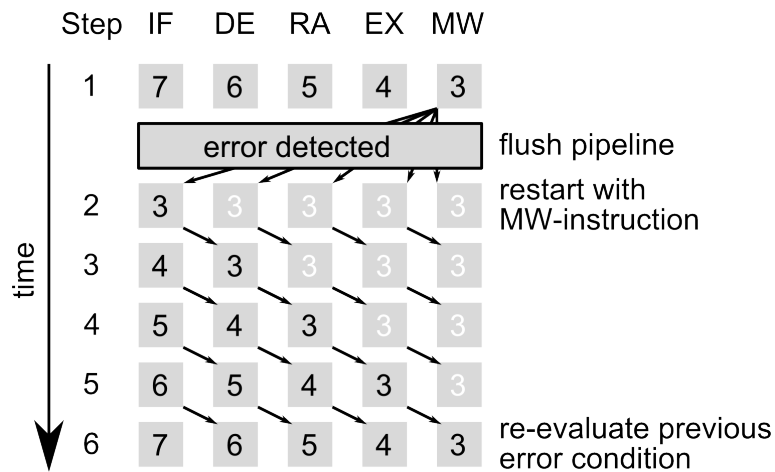 Step IF DE RA EX MW
1 7 6 5 4 3
error detected flush pipeline
2 3 3 3 3 3 restart with
MW-instruction
3 4 3 3 3 3
4 5 4 3 3 3
5 6 5 4 3 3
6 7 6 5 4 3 re-evaluate previous
error condition
time